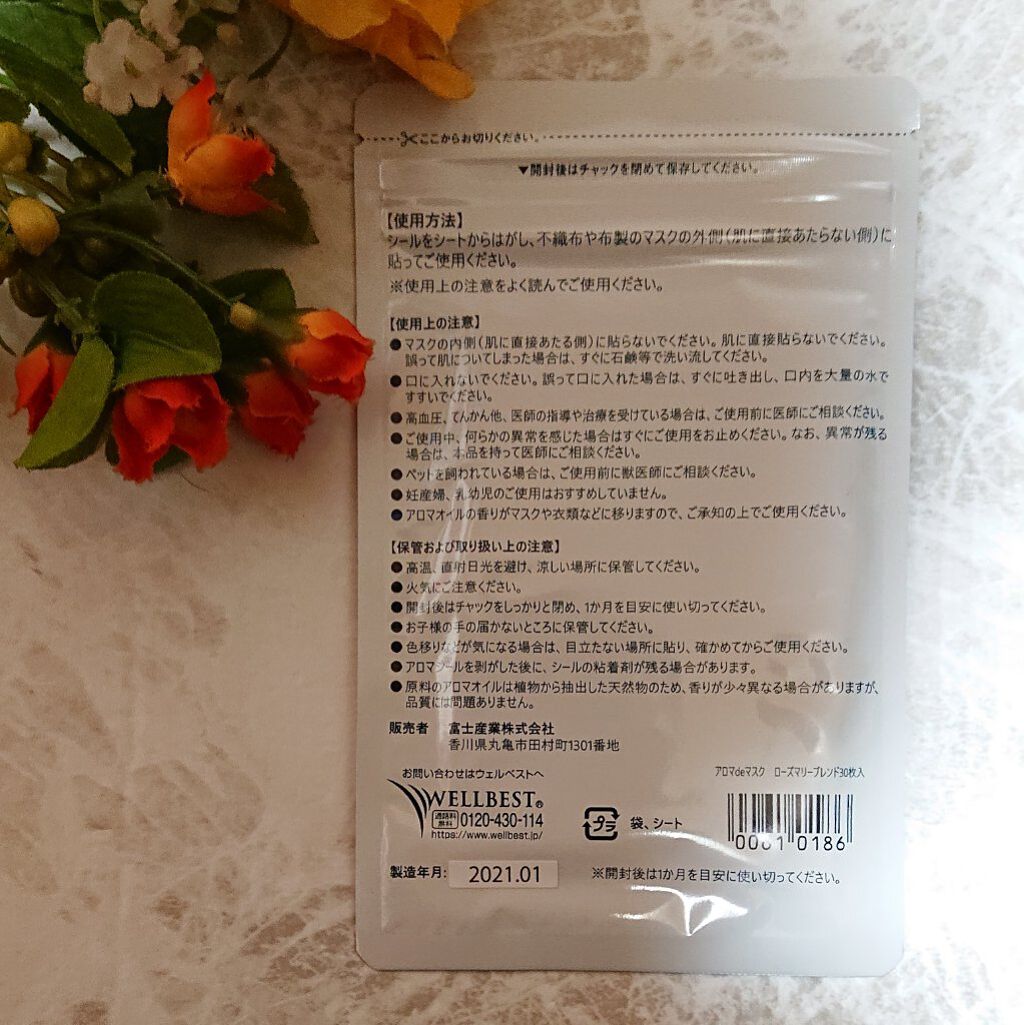 ここからお切りください。
▼開封後はチャックを閉めて保存してください。
【使用方法】
シールをシートからはがし、不織布や布製のマスクの外側(肌に直接あたらない側)に
貼ってご使用ください。
※使用上の注意をよく読んでご使用ください。
【使用上の注意】
●マスクの内側(肌に直接あたる側)に貼らないでください。肌に直接貼らないでください。
誤って肌についてしまった場合は、すぐに石鹸等で洗い流してください。
●口に入れないでください。誤って口に入れた場合は、すぐに吐き出し、口内を大量の水で
すすいでください。
●高血圧、てんかん他、医師の指導や治療を受けている場合は、ご使用前に医師にご相談ください。
●ご使用中、何らかの異常を感じた場合はすぐにご使用をお止めください。なお、異常が残る
場合は、本品を持って医師にご相談ください。
●ペットを飼われている場合は、ご使用前に獣医師にご相談ください。
●妊産婦、乳幼児のご使用はおすすめしていません。
●アロマオイルの香りがマスクや衣類などに移りますので、ご承知の上でご使用ください。
【保管および取り扱い上の注意】
●高温、直射日光を避け、涼しい場所に保管してください。
●火気にご注意ください。
●開封後はチャックをしっかりと閉め、1か月を目安に使い切ってください。
●お子様の手の届かないところに保管してください。
●色移りなどが気になる場合は、目立たない場所に貼り、確かめてからご使用ください。
●アロマシールを剥がした後に、シールの粘着剤が残る場合があります。
●原料のアロマオイルは植物から抽出した天然物のため、香りが少々異なる場合がありますが、
品質には問題ありません。
販売者 富士産業株式会社
香川県丸亀市田村町1301番地
お問い合わせはウェルベストへ
WELLBEST®
通話料無料 0120-430-114
https://www.wellbest.jp/
プラ 袋、シート
アロマdeマスク ローズマリーブレンド30枚入
0061 0186
製造年月: 2021.01
※開封後は1か月を目安に使い切ってください。